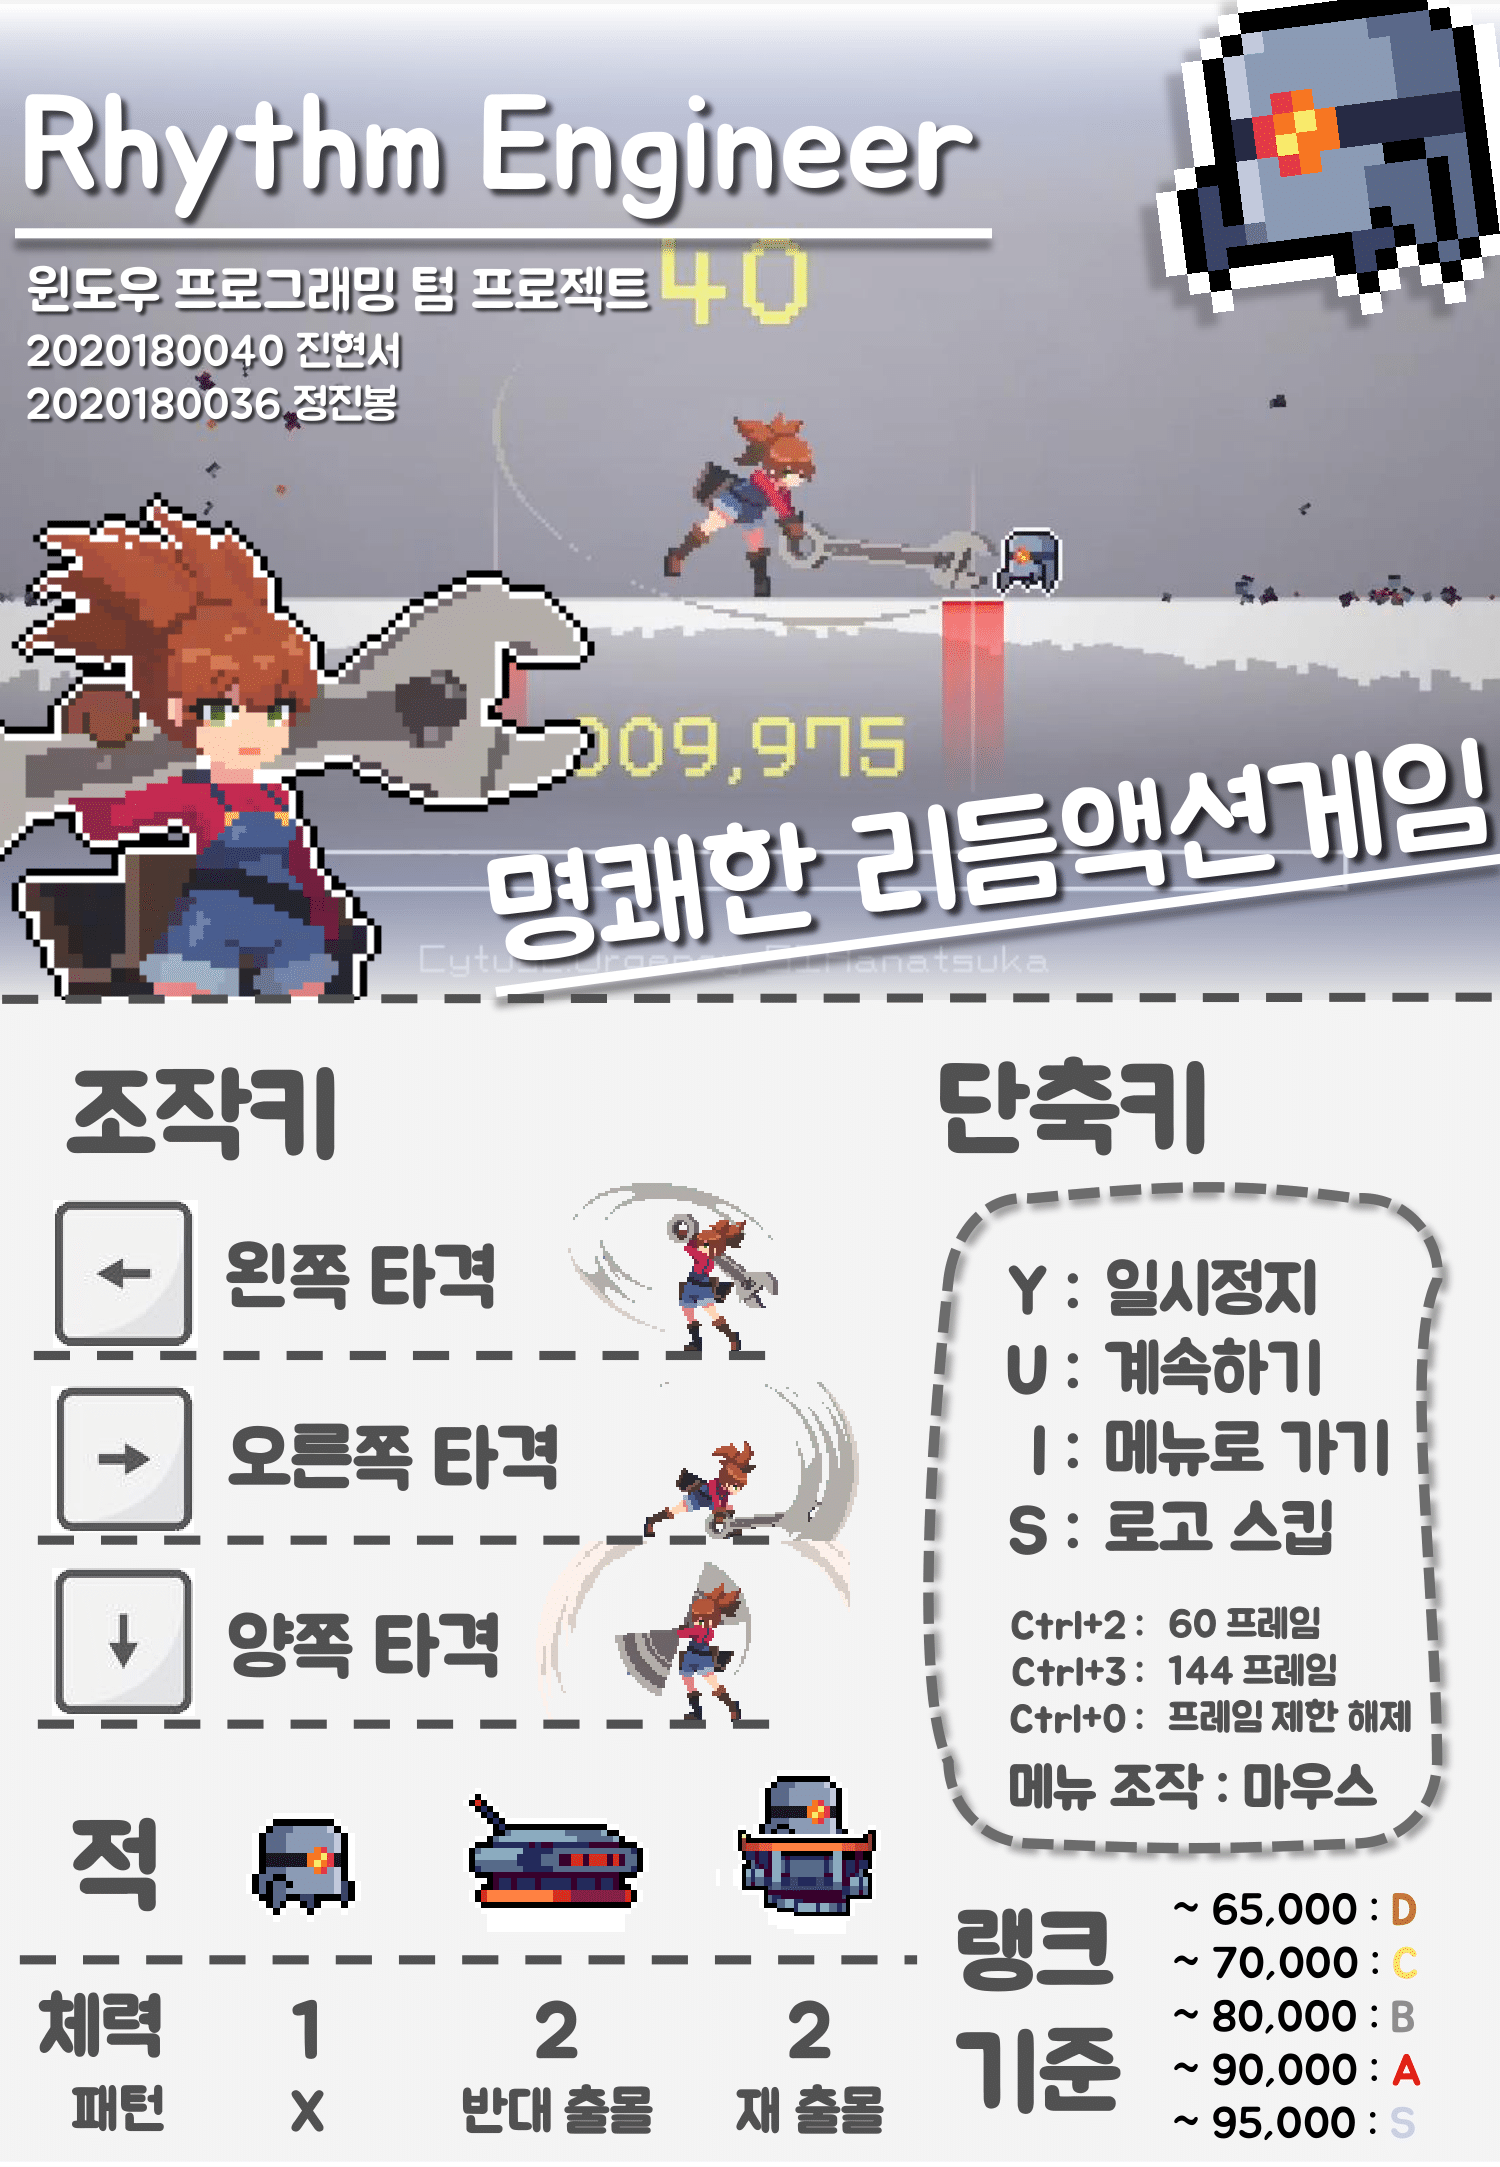 Rhythm Engineer
윈도우 프로그래밍 텀 프로젝트
2020180040 진현서
2020180036 정진봉
40
009,975
명쾌한 리듬액션게임
조작키
왼쪽 타격
오른쪽 타격
양쪽 타격
단축키
Y : 일시정지
U : 계속하기
I : 메뉴로 가기
S : 로고 스킵
Ctrl+2 : 60 프레임
Ctrl+3 : 144 프레임
Ctrl+0 : 프레임 제한 해제
메뉴 조작 : 마우스
적
체력 1 2 2
패턴 X 반대 출몰 재 출몰
랭크 기준
~ 65,000 : D
~ 70,000 : C
~ 80,000 : B
~ 90,000 : A
~ 95,000 : S